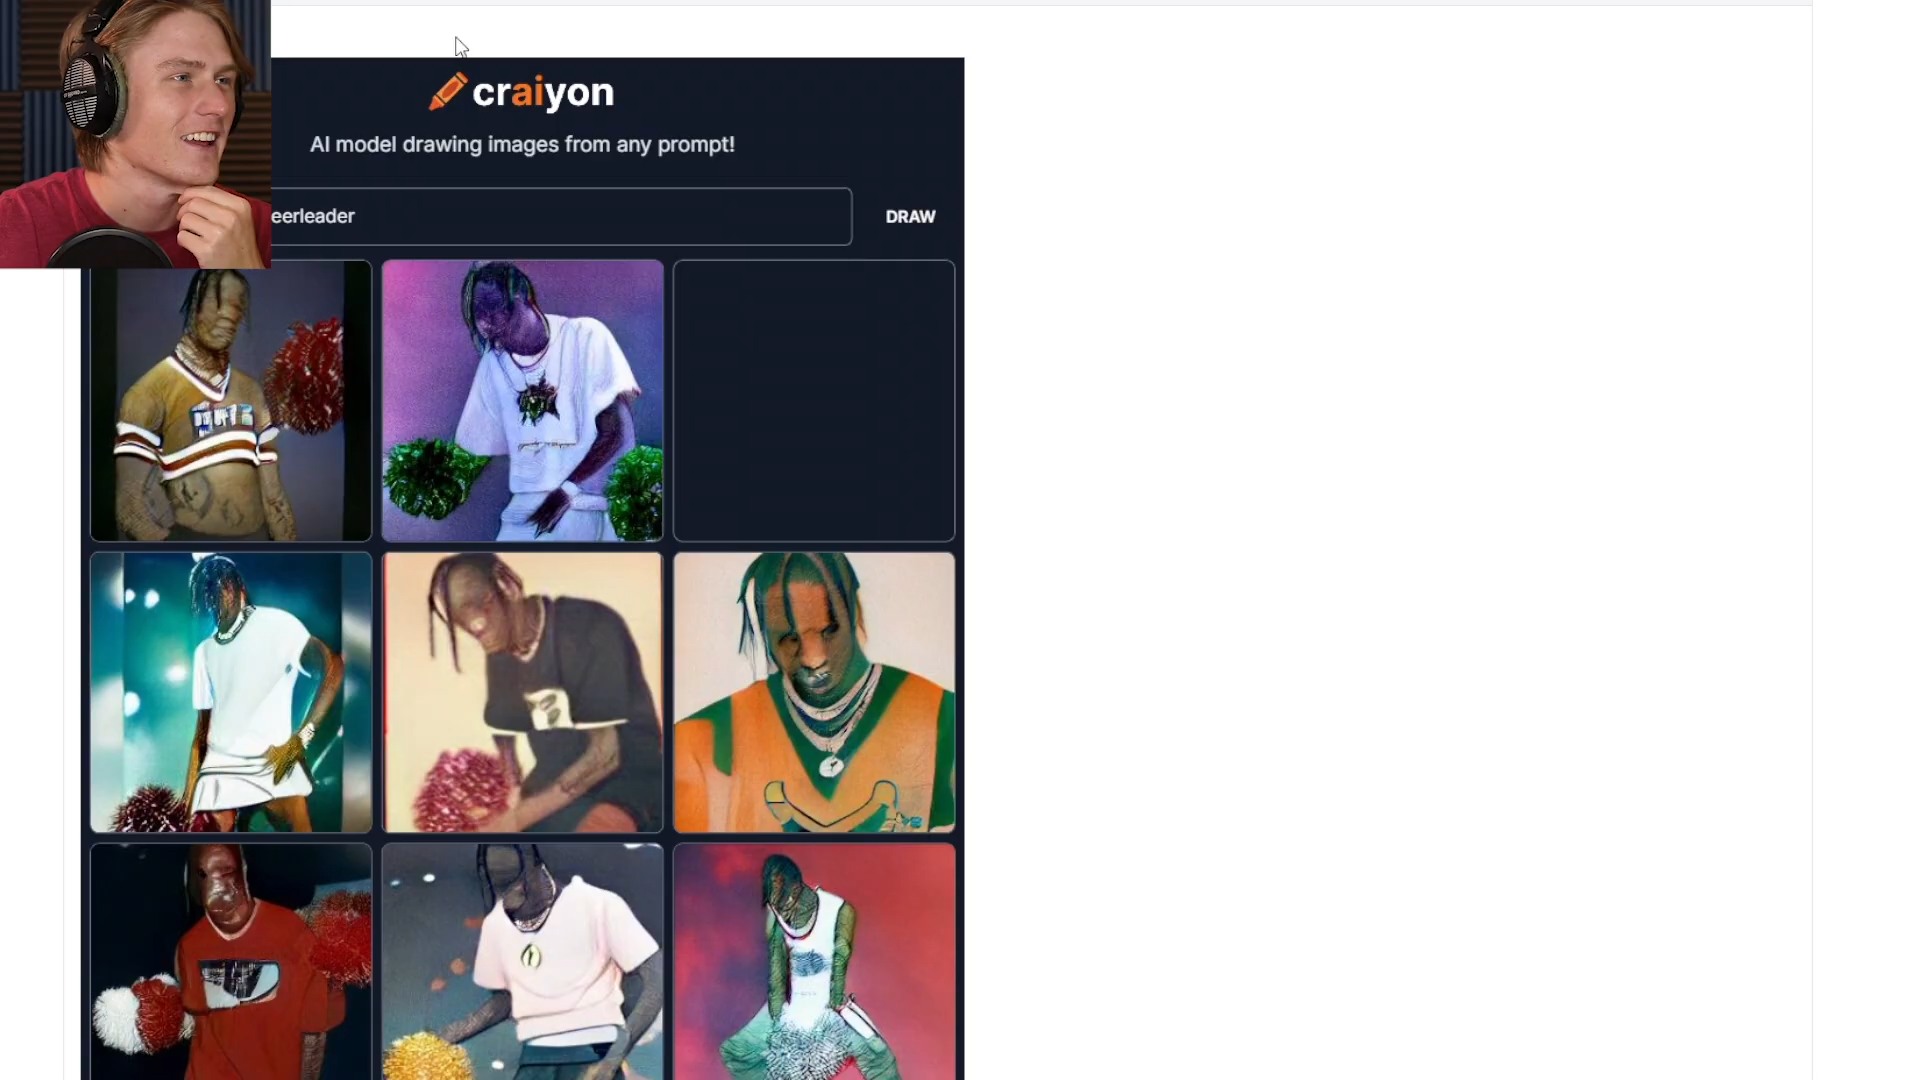 craiyon
AI model drawing images from any prompt!
eerleader
DRAW